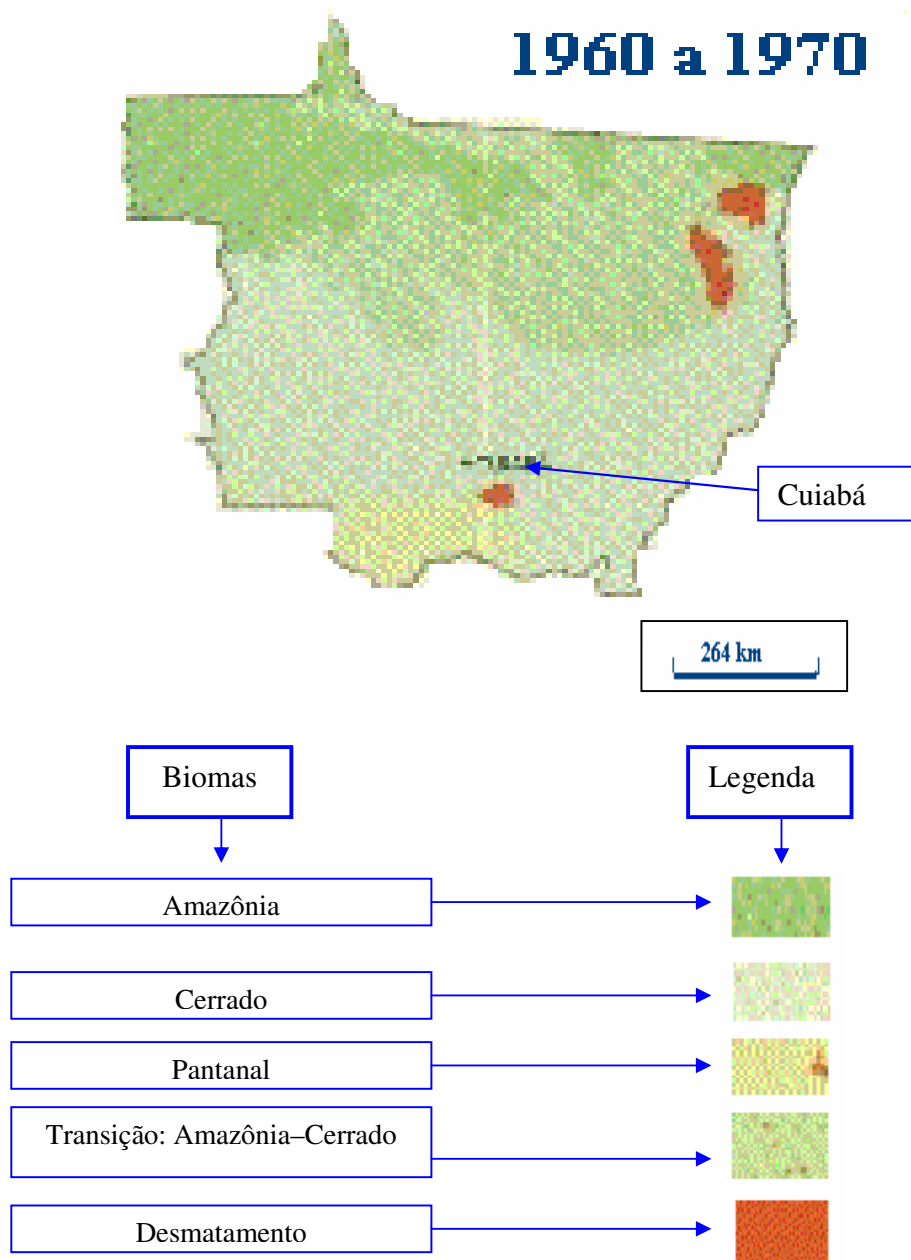 1960 a 1970
Cuiabá
264 km
Biomas
Legenda
Amazônia
Cerrado
Pantanal
Transição: Amazônia–Cerrado
Desmatamento